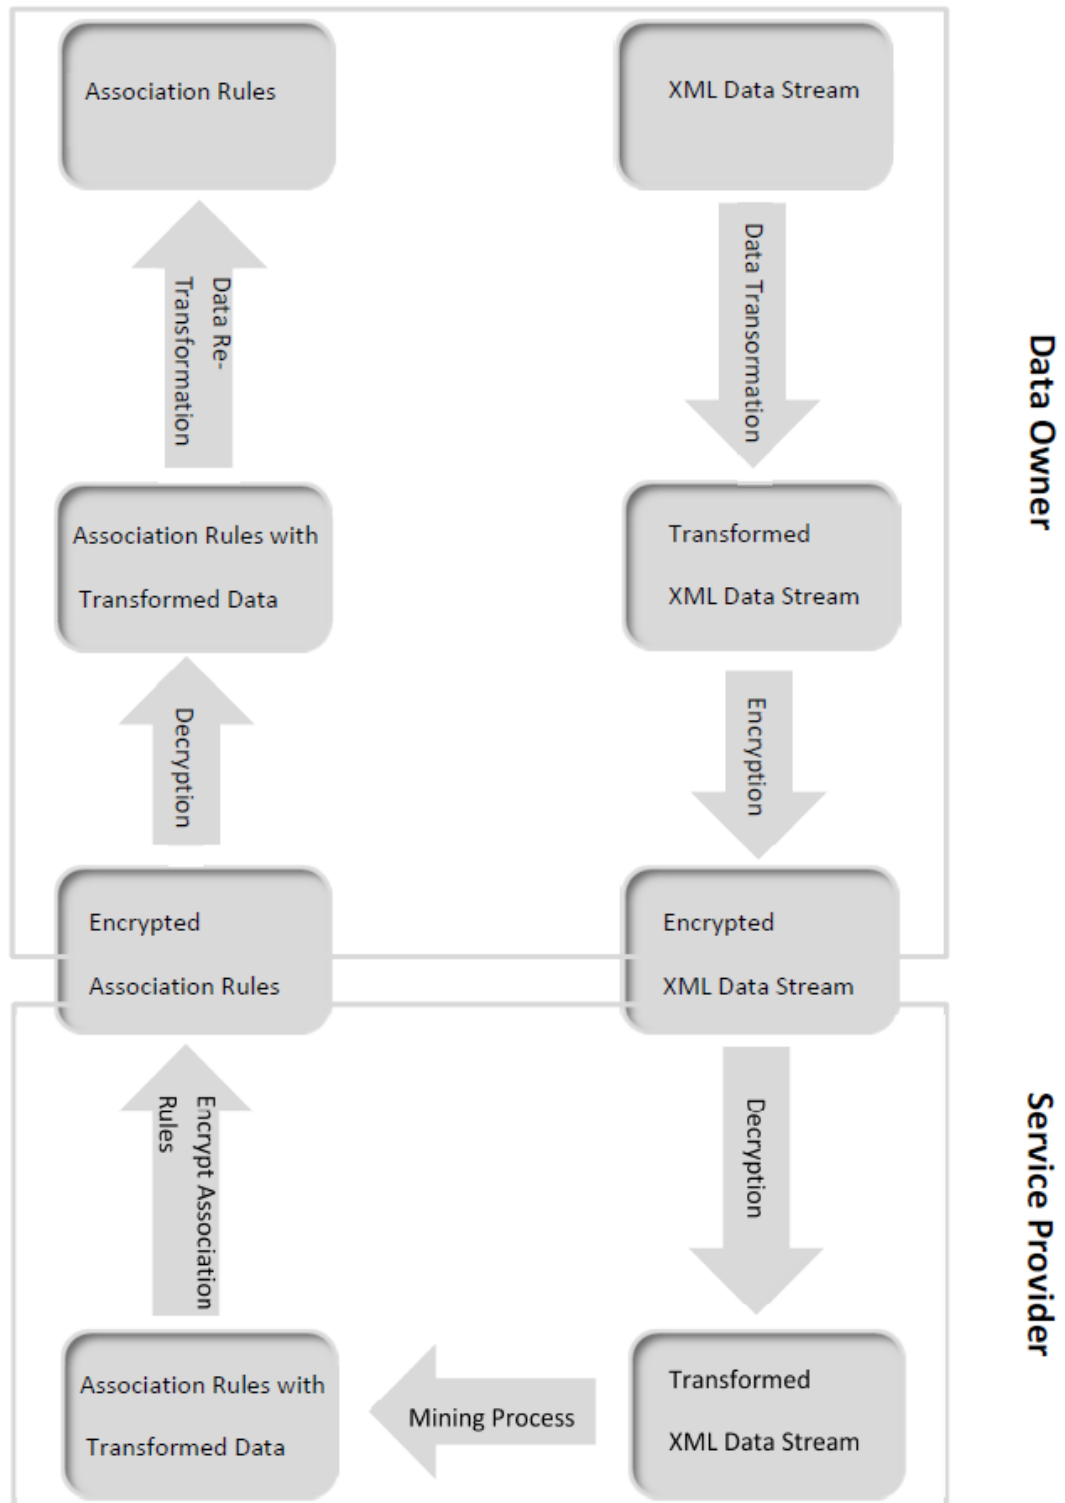 Association Rules
XML Data Stream
Data Re-
Transformation
Data Transormation
Data Owner
Association Rules with
Transformed Data
Transformed
XML Data Stream
Decryption
Encryption
Encrypted
Association Rules
Encrypted
XML Data Stream
Encrypt Association
Rules
Decryption
Service Provider
Association Rules with
Transformed Data
Mining Process
Transformed
XML Data Stream